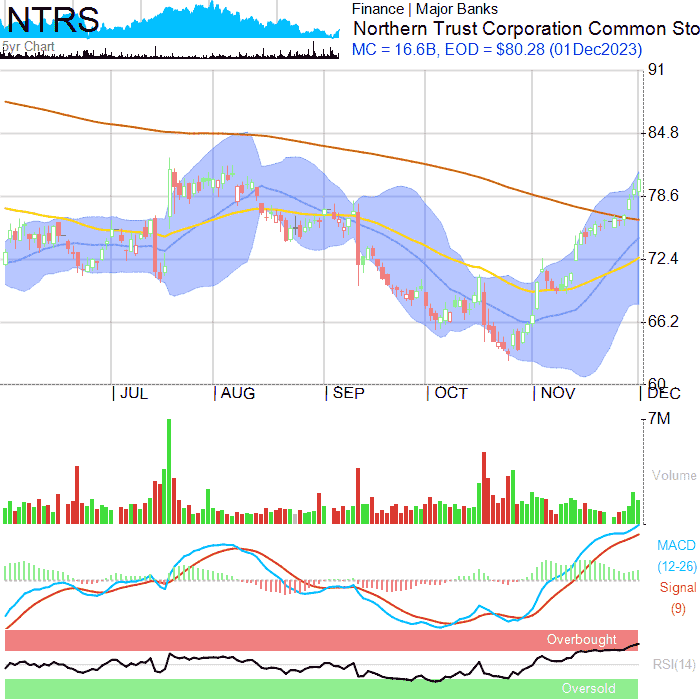 NTRS
5yr Chart
Finance | Major Banks
Northern Trust Corporation Common Sto
MC = 16.6B, EOD = $80.28 (01Dec2023)
91
84.8
78.6
72.4
66.2
60
JUL AUG SEP OCT NOV DEC
7M
Volume
MACD
(12-26)
Signal
(9)
Overbought
RSI(14)
Oversold